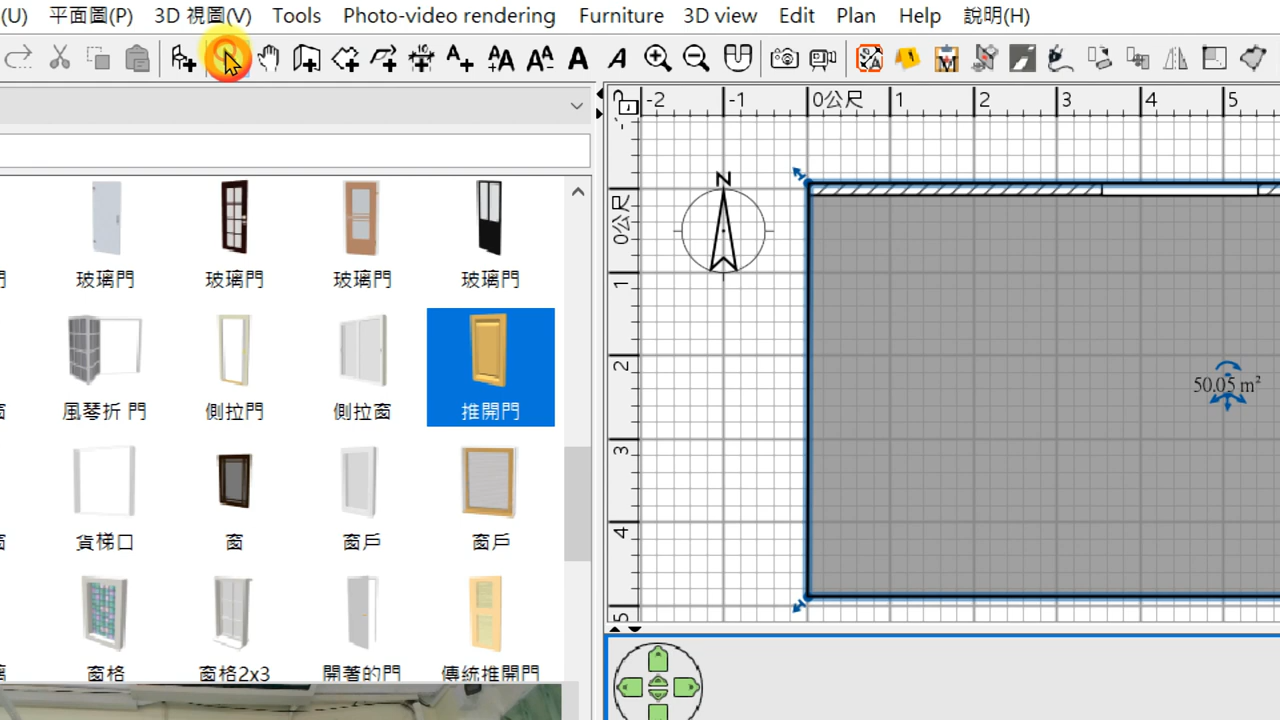 (U) 平面圖(P) 3D 視圖(V) Tools Photo-video rendering Furniture 3D view Edit Plan Help 說明(H)
-2 -1 0公尺 1 2 3 4 5
玻璃門 玻璃門 玻璃門 玻璃門
N
0公尺
1
2
3
4
5
風琴折 門 側拉門 側拉窗 推開門
50.05 m²
貨梯口 窗 窗戶 窗戶
窗格 窗格2x3 開著的門 傳統推開門